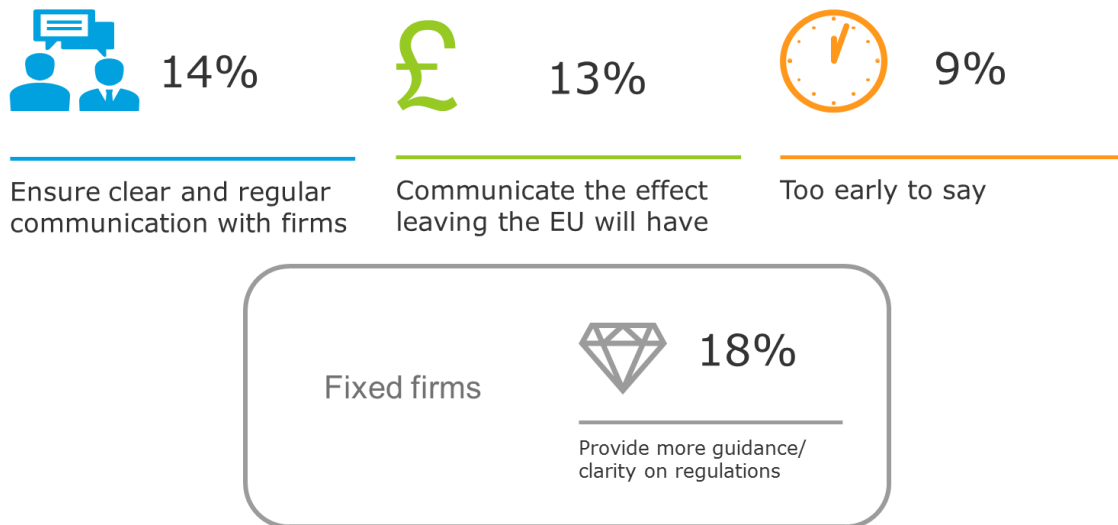 14%
Ensure clear and regular
communication with firms
13%
Communicate the effect
leaving the EU will have
9%
Too early to say
Fixed firms
18%
Provide more guidance/
clarity on regulations